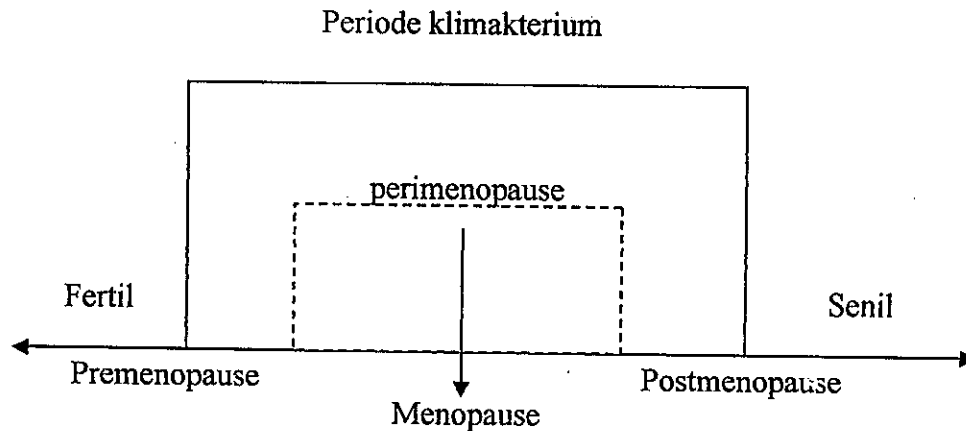 Periode klimakterium
perimenopause
Fertil
Senil
Premenopause
Postmenopause
Menopause